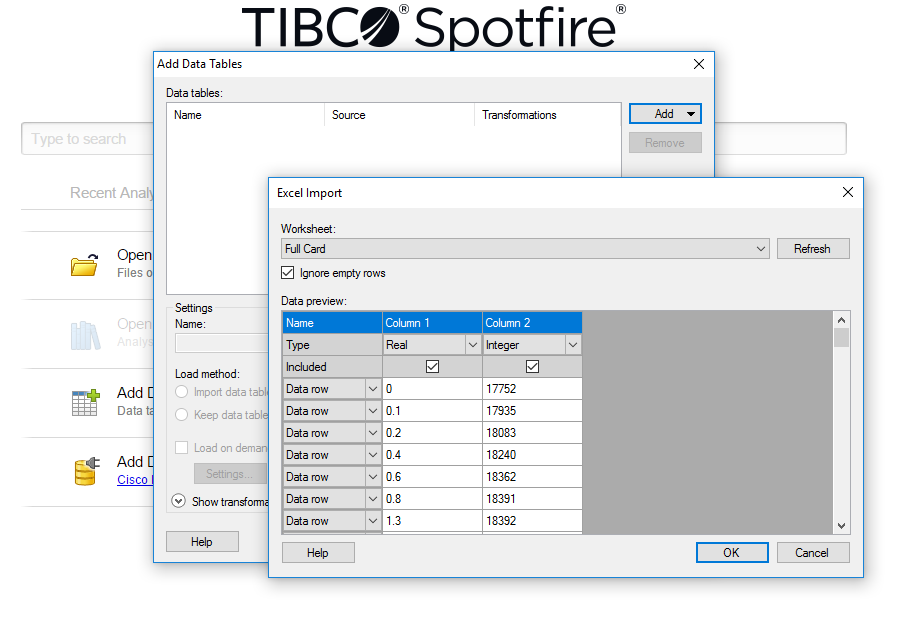 TIBCO® Spotfire®
Add Data Tables
Data tables:
Name Source Transformations
Add
Remove
Type to search
Recent Analy
Open
Files o
Open
Analys
Add D
Data ta
Add D
Cisco
Settings
Name:
Load method:
Import data table
Keep data table
Load on deman
Settings...
Show transforma
Help
Excel Import
Worksheet:
Full Card
Refresh
Ignore empty rows
Data preview:
Name Column 1 Column 2
Type Real Integer
Included
Data row 0 17752
Data row 0.1 17935
Data row 0.2 18083
Data row 0.4 18240
Data row 0.6 18362
Data row 0.8 18391
Data row 1.3 18392
Help OK Cancel